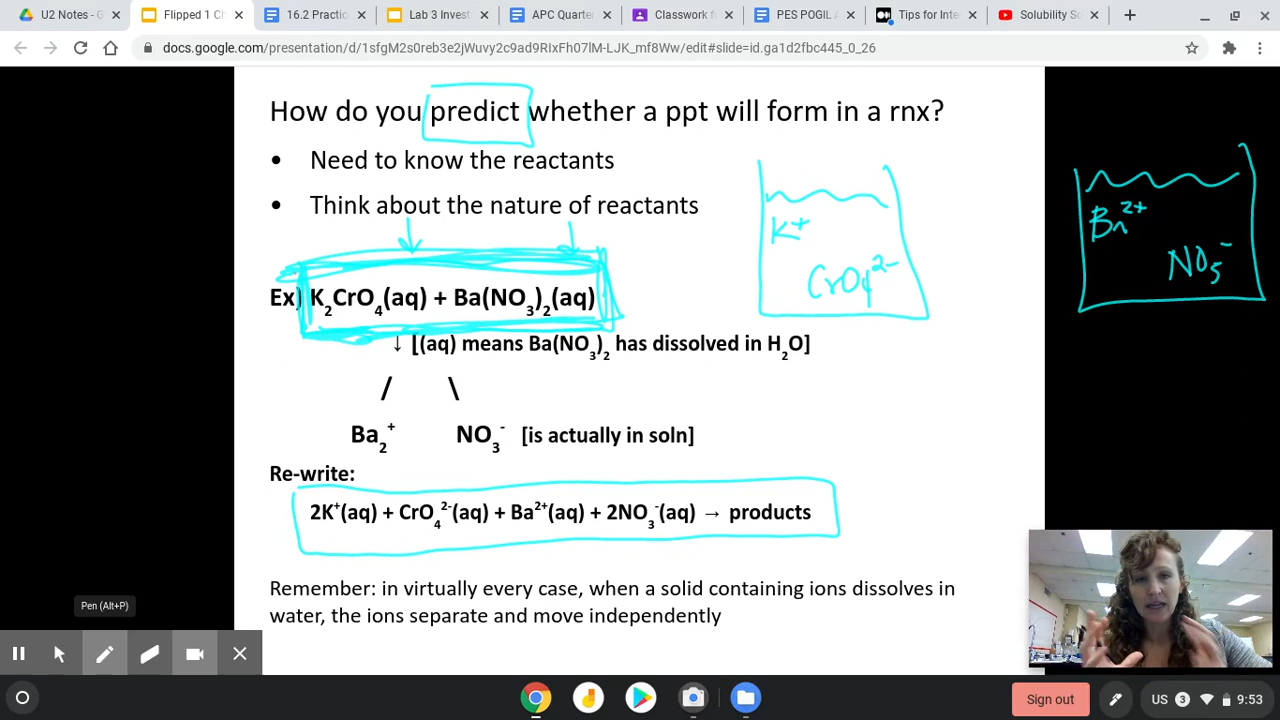 U2 Notes - G
Flipped 1 Ch
16.2 Practic
Lab 3 Invest
APC Quarter
Classwork fo
PES POGIL A
Tips for Inte
Solubility So
docs.google.com/presentation/d/1sfgM2s0reb3e2jWuvy2c9ad9RIxFh07lM-LJK_mf8Ww/edit#slide=id.ga1d2fbc445_0_26
How do you predict whether a ppt will form in a rnx?
• Need to know the reactants
• Think about the nature of reactants
K⁺
CrO₄²⁻
Ba²⁺
NO₃⁻
Ex) K₂CrO₄(aq) + Ba(NO₃)₂(aq)
↓ [(aq) means Ba(NO₃)₂ has dissolved in H₂O]
/ \
Ba₂⁺ NO₃⁻ [is actually in soln]
Re-write:
2K⁺(aq) + CrO₄²⁻(aq) + Ba²⁺(aq) + 2NO₃⁻(aq) → products
Remember: in virtually every case, when a solid containing ions dissolves in
water, the ions separate and move independently
Pen (Alt+P)
Sign out
US 3 9:53